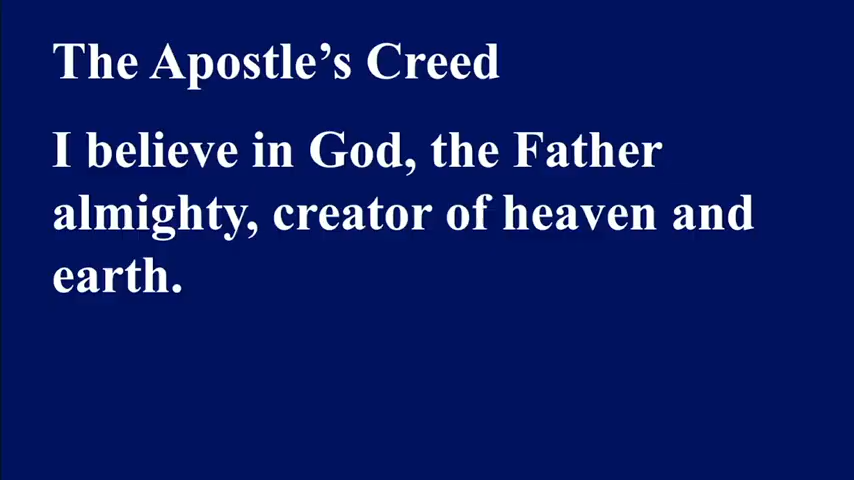 The Apostle’s Creed
I believe in God, the Father
almighty, creator of heaven and
earth.